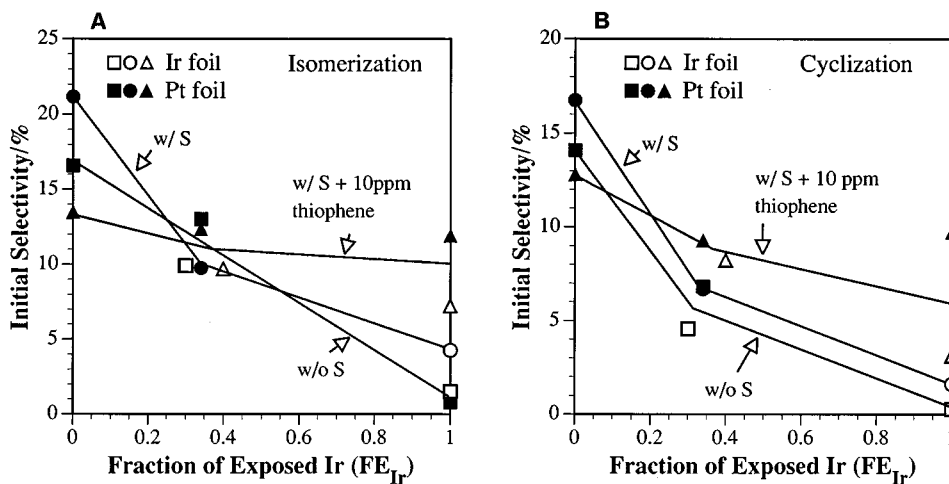 A
Initial Selectivity/%
25
20
15
10
5
0
Ir foil
Pt foil
Isomerization
w/ S
w/ S + 10ppm
thiophene
w/o S
0 0.2 0.4 0.6 0.8 1
Fraction of Exposed Ir (FE_Ir)
B
Initial Selectivity/%
20
15
10
5
0
Ir foil
Pt foil
Cyclization
w/ S
w/ S + 10 ppm
thiophene
w/o S
0 0.2 0.4 0.6 0.8 1
Fraction of Exposed Ir (FE_Ir)